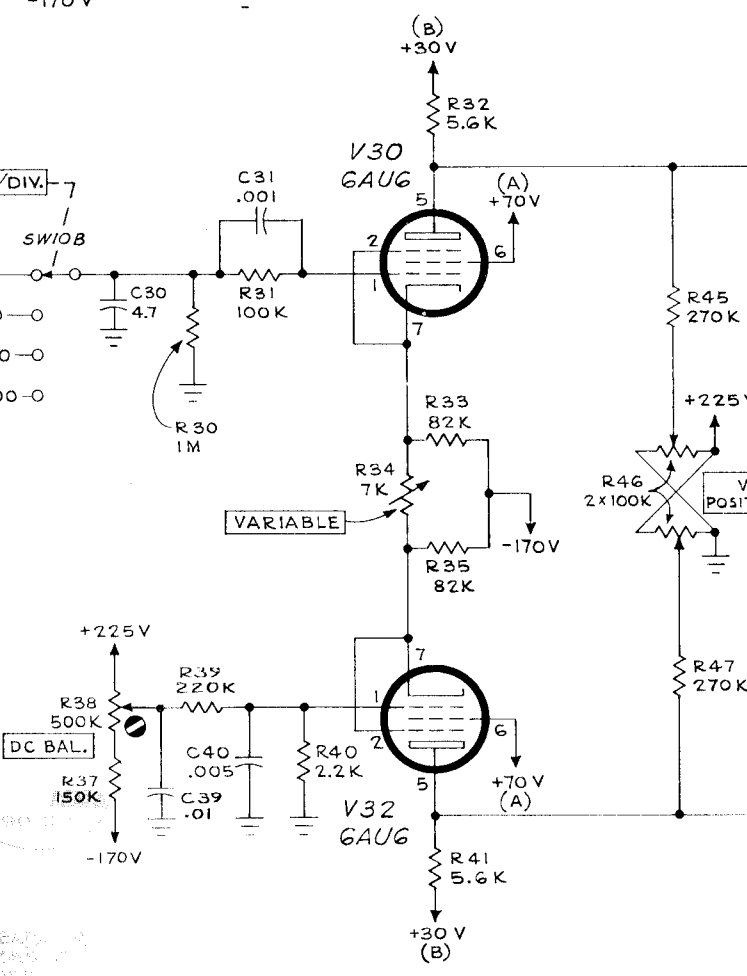 -170V
(B)
+30V
R32
5.6K
V30
6AU6
C31
.001
(A)
+70V
/DIV.
SW10B
5
2
1
6
7
C30
4.7
R31
100K
R45
270K
R30
1M
R33
82K
+225V
R34
7K
R46
2X100K
V
POSIT
VARIABLE
-170V
R35
82K
+225V
7
R39
220K
R47
270K
R38
500K
1
2
6
DC BAL.
C40
.005
R40
2.2K
R37
150K
C39
.01
5
+70V
(A)
V32
6AU6
-170V
R41
5.6K
+30V
(B)